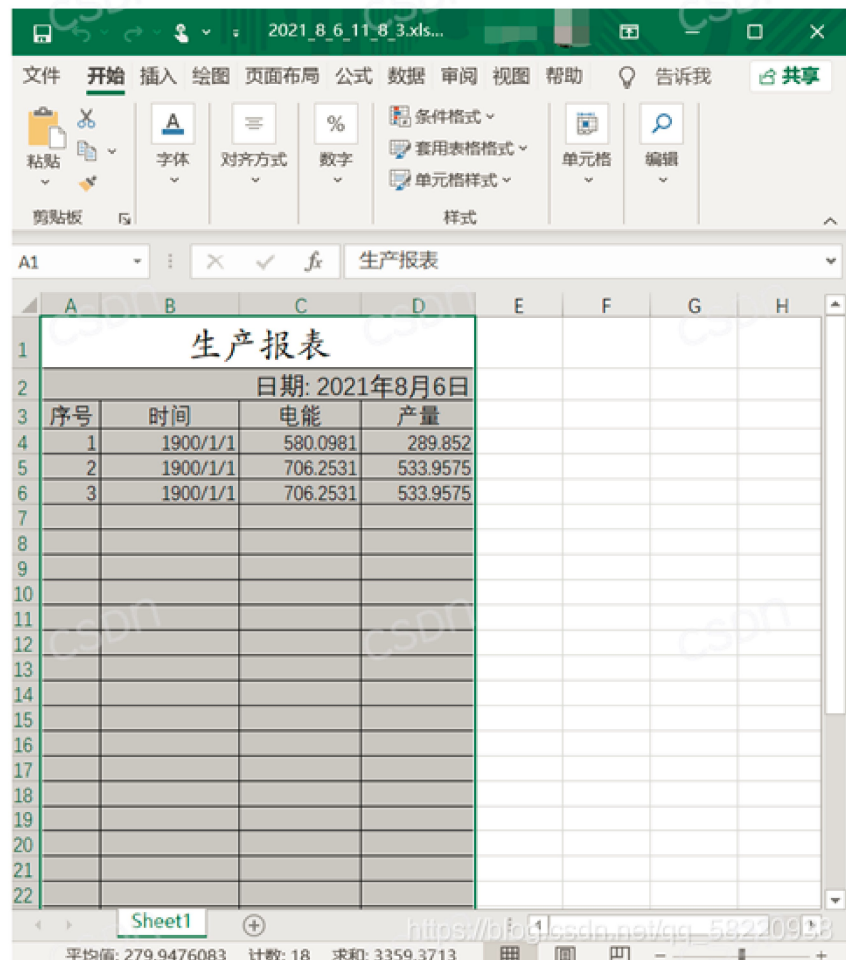 2021_8_6_11_8_3.xls...
文件 开始 插入 绘图 页面布局 公式 数据 审阅 视图 帮助 告诉我 共享
粘贴 字体 对齐方式 % 数字 条件格式 套用表格格式 单元格样式 单元格 编辑
剪贴板 样式
A1 fx 生产报表
A B C D E F G H
1 生产报表
2 日期: 2021年8月6日
3 序号 时间 电能 产量
4 1 1900/1/1 580.0981 289.852
5 2 1900/1/1 706.2531 533.9575
6 3 1900/1/1 706.2531 533.9575
7
8
9
10
11
12
13
14
15
16
17
18
19
20
21
22
Sheet1
平均值: 279.9476083 计数: 18 求和: 3359.3713
CSDN
https://blog.csdn.net/qq_58220998